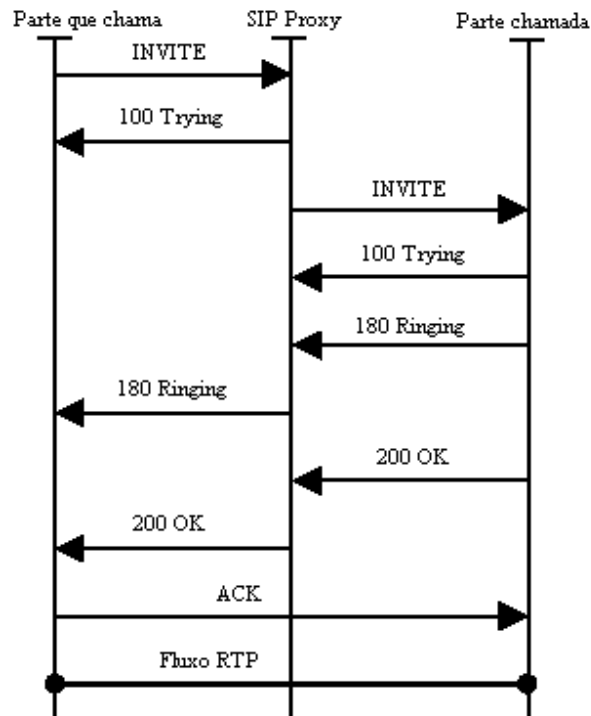 Parte que chama
SIP Proxy
Parte chamada
INVITE
100 Trying
INVITE
100 Trying
180 Ringing
180 Ringing
200 OK
200 OK
ACK
Fluxo RTP